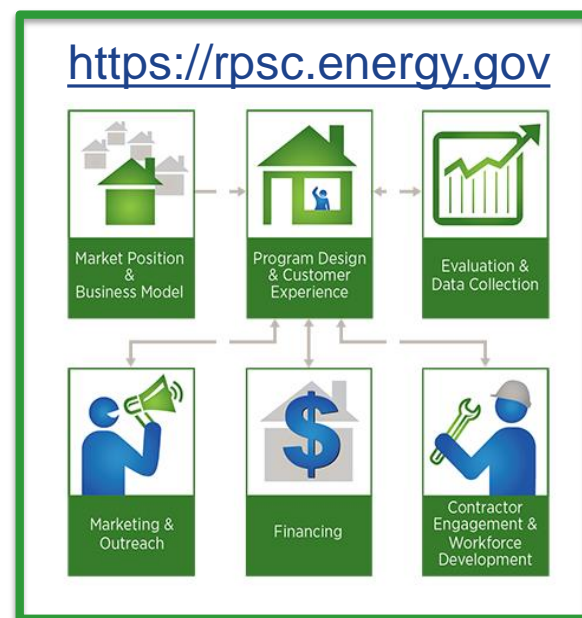 https://rpsc.energy.gov
Market Position
&
Business Model
Program Design
& Customer
Experience
Evaluation &
Data Collection
Marketing &
Outreach
Financing
Contractor
Engagement &
Workforce
Development